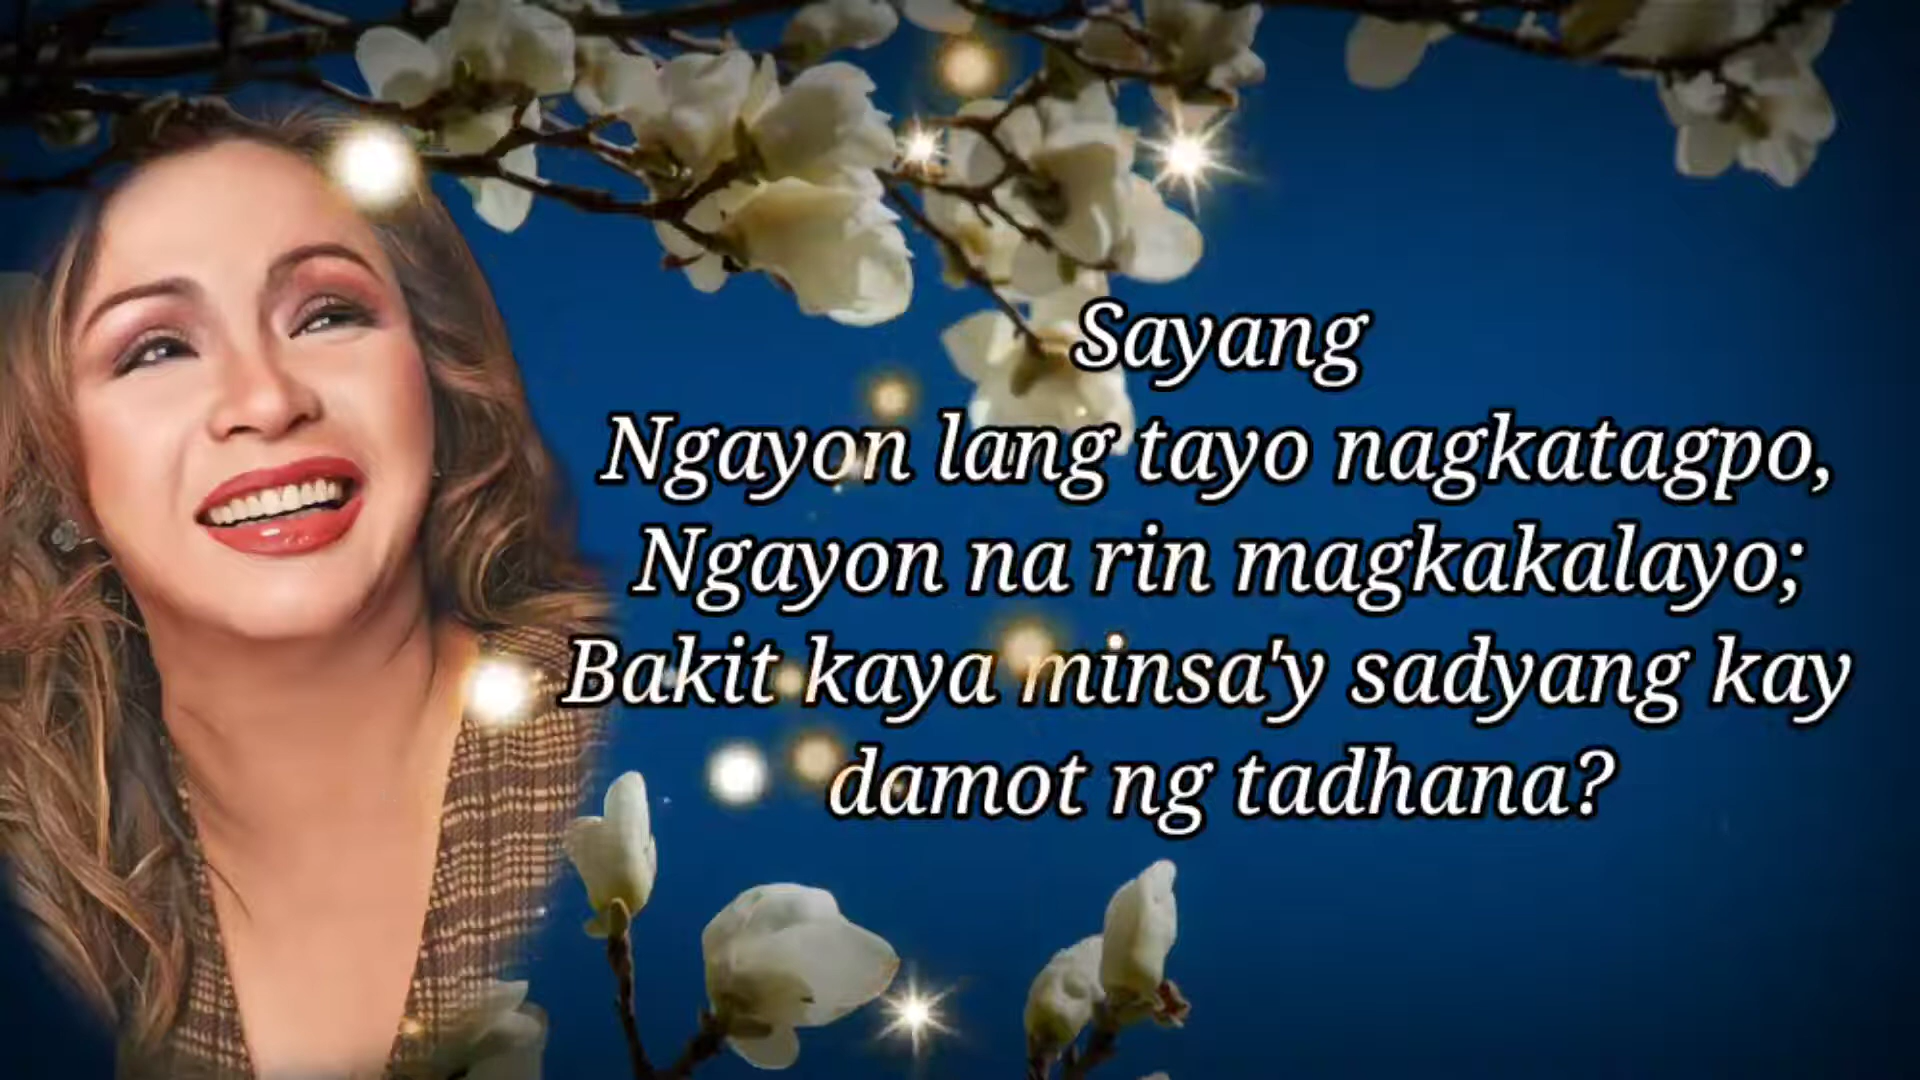 Sayang
Ngayon lang tayo nagkatagpo,
Ngayon na rin magkakalayo;
Bakit kaya minsa'y sadyang kay
damot ng tadhana?